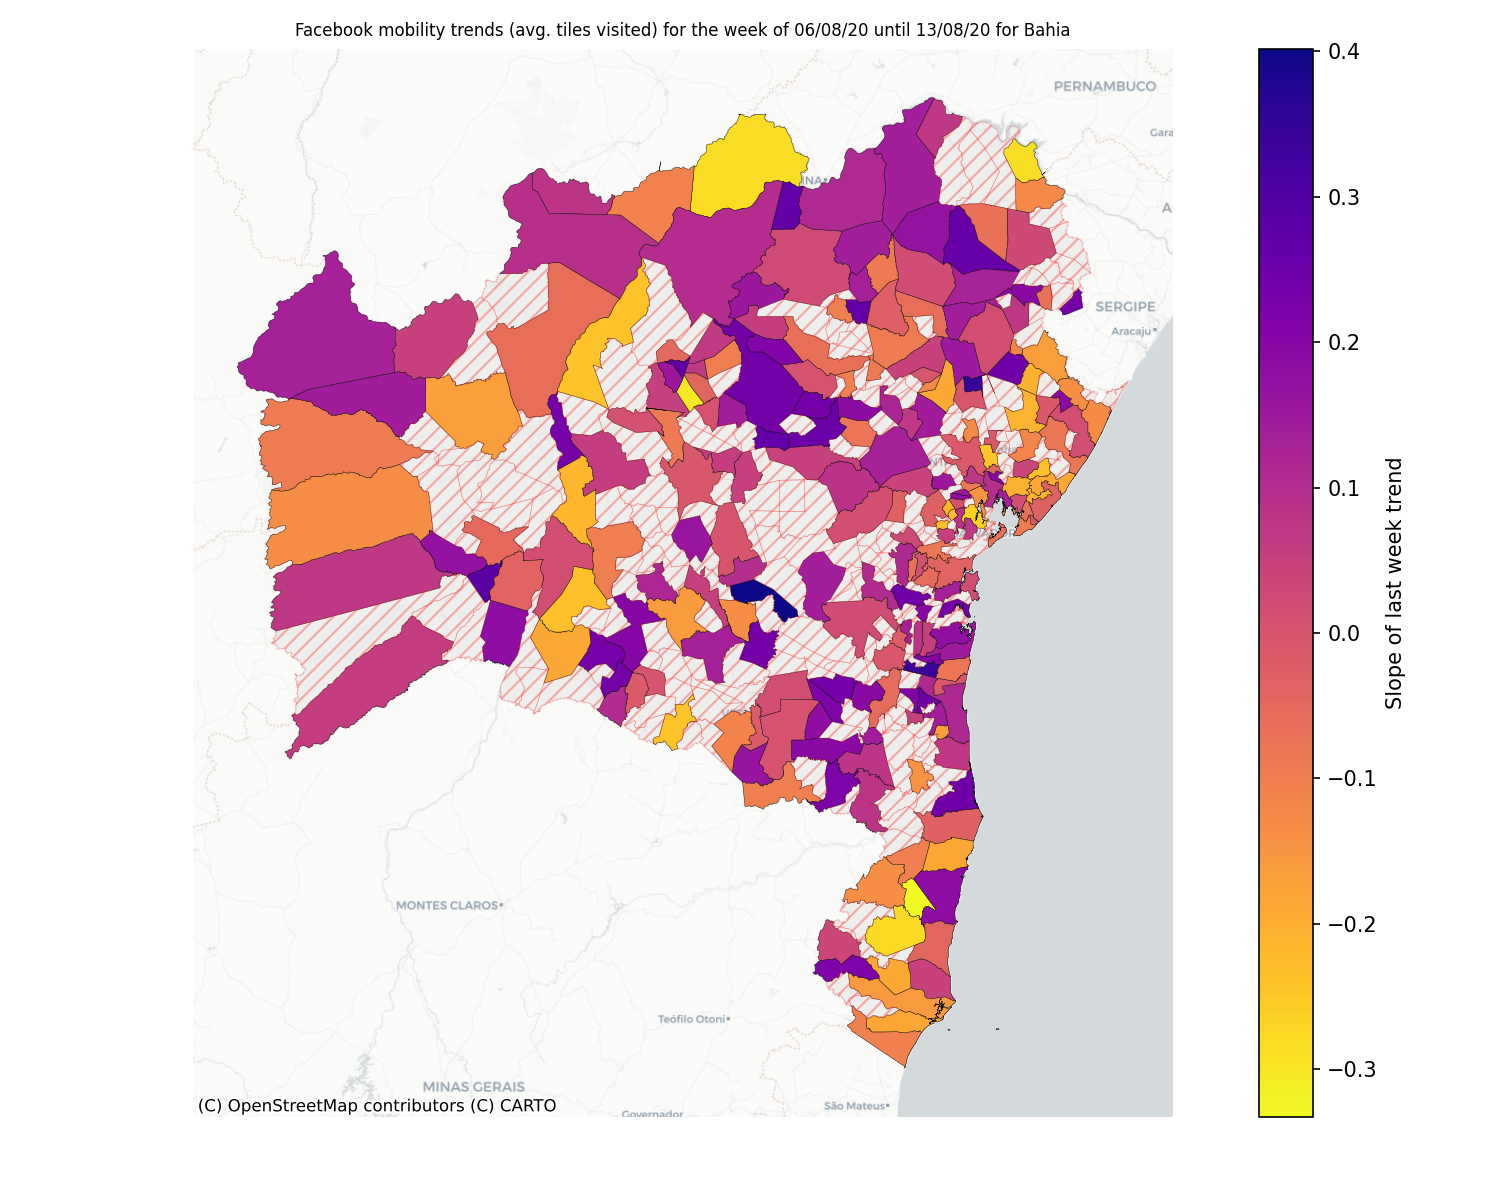 Facebook mobility trends (avg. tiles visited) for the week of 06/08/20 until 13/08/20 for Bahia
PERNAMBUCO
Gara
INA
A
SERGIPE
Aracaju
MONTES CLAROS
Teófilo Otoni
MINAS GERAIS
São Mateus
Governador
(C) OpenStreetMap contributors (C) CARTO
0.4
0.3
0.2
0.1
0.0
−0.1
−0.2
−0.3
Slope of last week trend